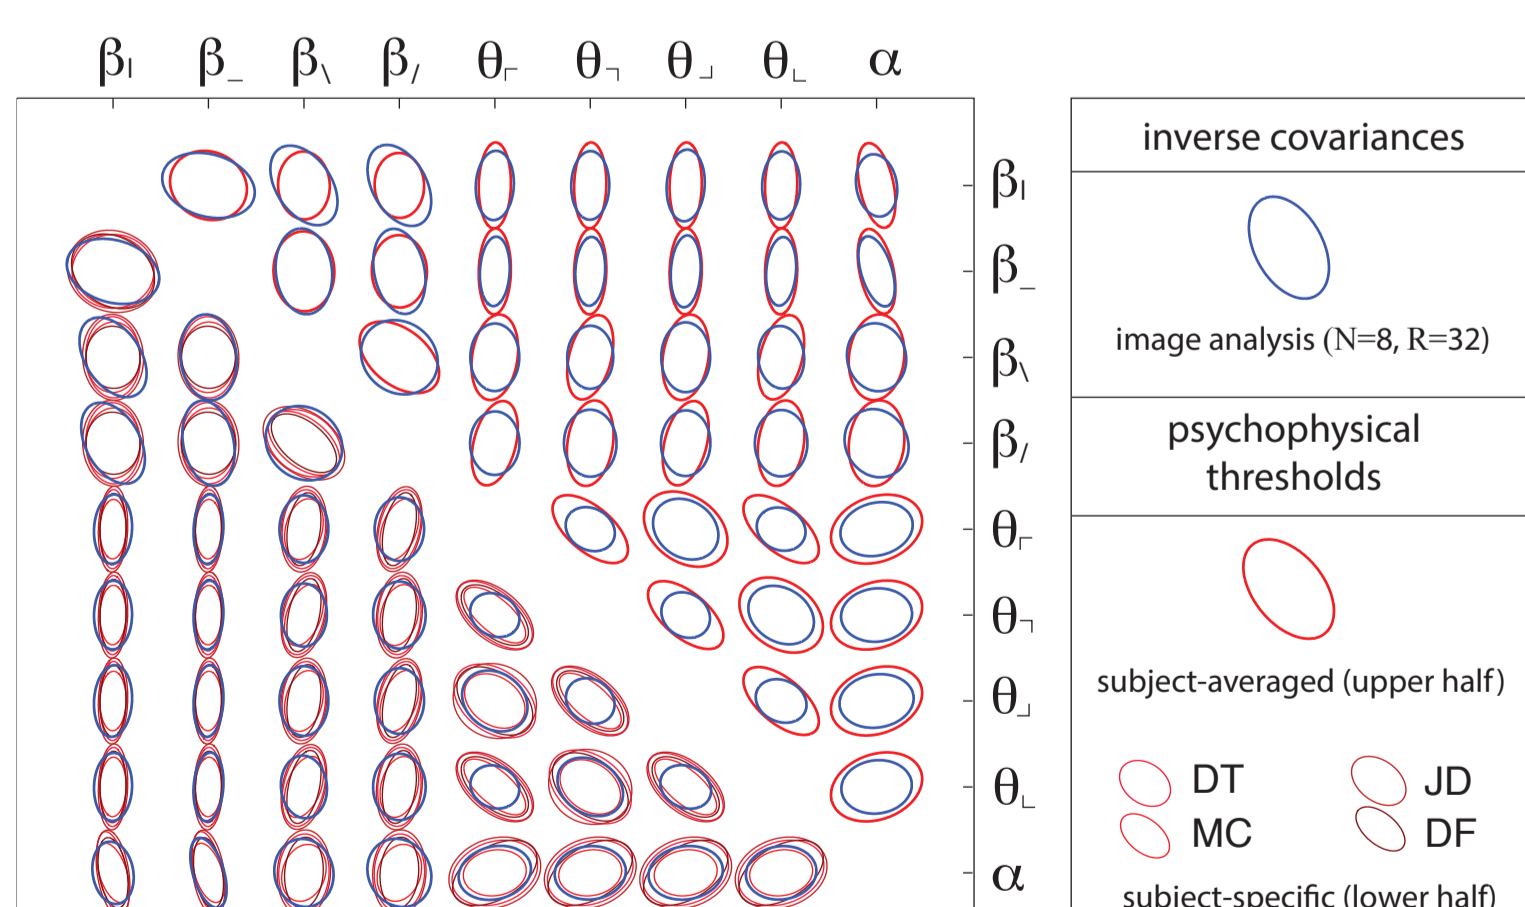 β| β_ β\ β/ θ⌜ θ⌝ θ⌟ θ⌞ α
β|
β_
β\
β/
θ⌜
θ⌝
θ⌟
θ⌞
α
inverse covariances
image analysis (N=8, R=32)
psychophysical
thresholds
subject-averaged (upper half)
DT JD
MC DF
subject-specific (lower half)